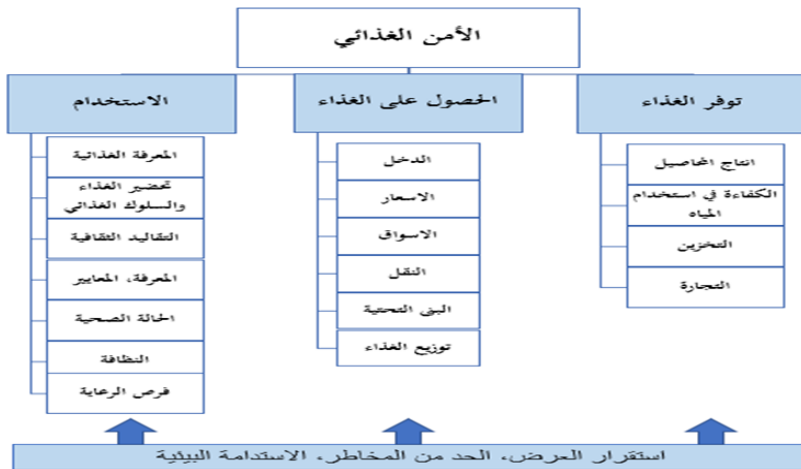 الأمن الغذائي
توفر الغذاء
انتاج المحاصيل
الكفاءة في استخدام
المياه
التخزين
التجارة
الحصول على الغذاء
الدخل
الاسعار
الاسواق
النقل
البنى التحتية
توزيع الغذاء
الاستخدام
المعرفة الغذائية
تحضير الغذاء
والسلوك الغذائي
التقاليد الثقافية
المعرفة، المعايير
الحالة الصحية
النظافة
فرص الرعاية
استقرار العرض، الحد من المخاطر، الاستدامة البيئية